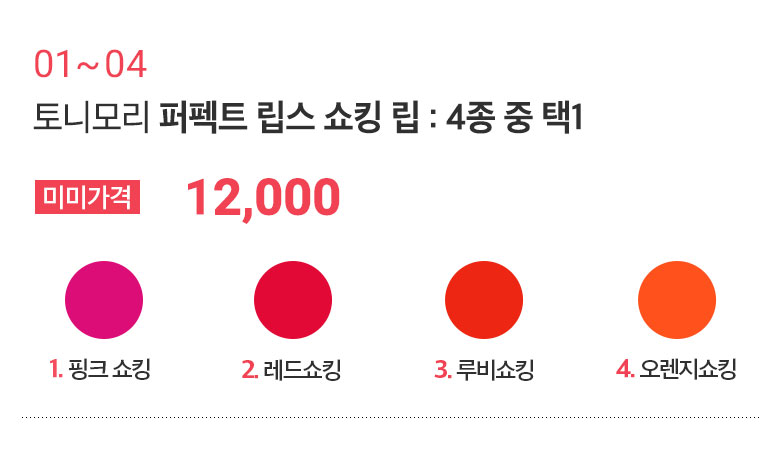 01~04
토니모리 퍼펙트 립스 쇼킹 립 : 4종 중 택1
미미가격 12,000
1. 핑크 쇼킹 2. 레드쇼킹 3. 루비쇼킹 4. 오렌지쇼킹